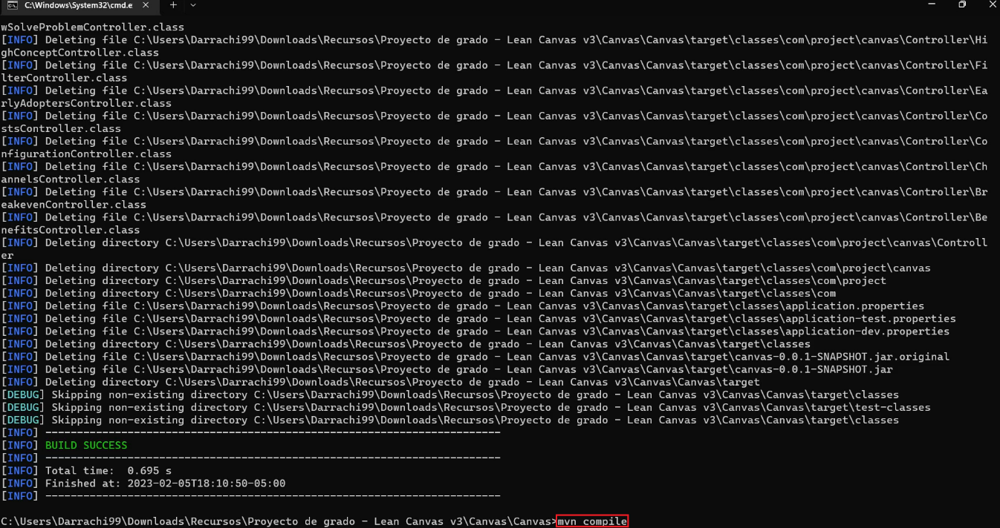 C:\Windows\System32\cmd.e
wSolveProblemController.class
[INFO] Deleting file C:\Users\Darrachi99\Downloads\Recursos\Proyecto de grado - Lean Canvas v3\Canvas\Canvas\target\classes\com\project\canvas\Controller\Hi
ghConceptController.class
[INFO] Deleting file C:\Users\Darrachi99\Downloads\Recursos\Proyecto de grado - Lean Canvas v3\Canvas\Canvas\target\classes\com\project\canvas\Controller\Fi
lterController.class
[INFO] Deleting file C:\Users\Darrachi99\Downloads\Recursos\Proyecto de grado - Lean Canvas v3\Canvas\Canvas\target\classes\com\project\canvas\Controller\Ea
rlyAdoptersController.class
[INFO] Deleting file C:\Users\Darrachi99\Downloads\Recursos\Proyecto de grado - Lean Canvas v3\Canvas\Canvas\target\classes\com\project\canvas\Controller\Co
stsController.class
[INFO] Deleting file C:\Users\Darrachi99\Downloads\Recursos\Proyecto de grado - Lean Canvas v3\Canvas\Canvas\target\classes\com\project\canvas\Controller\Co
nfigurationController.class
[INFO] Deleting file C:\Users\Darrachi99\Downloads\Recursos\Proyecto de grado - Lean Canvas v3\Canvas\Canvas\target\classes\com\project\canvas\Controller\Ch
annelsController.class
[INFO] Deleting file C:\Users\Darrachi99\Downloads\Recursos\Proyecto de grado - Lean Canvas v3\Canvas\Canvas\target\classes\com\project\canvas\Controller\Br
eakevenController.class
[INFO] Deleting file C:\Users\Darrachi99\Downloads\Recursos\Proyecto de grado - Lean Canvas v3\Canvas\Canvas\target\classes\com\project\canvas\Controller\Be
nefitsController.class
[INFO] Deleting directory C:\Users\Darrachi99\Downloads\Recursos\Proyecto de grado - Lean Canvas v3\Canvas\Canvas\target\classes\com\project\canvas\Controll
er
[INFO] Deleting directory C:\Users\Darrachi99\Downloads\Recursos\Proyecto de grado - Lean Canvas v3\Canvas\Canvas\target\classes\com\project\canvas
[INFO] Deleting directory C:\Users\Darrachi99\Downloads\Recursos\Proyecto de grado - Lean Canvas v3\Canvas\Canvas\target\classes\com\project
[INFO] Deleting directory C:\Users\Darrachi99\Downloads\Recursos\Proyecto de grado - Lean Canvas v3\Canvas\Canvas\target\classes\com
[INFO] Deleting file C:\Users\Darrachi99\Downloads\Recursos\Proyecto de grado - Lean Canvas v3\Canvas\Canvas\target\classes\application.properties
[INFO] Deleting file C:\Users\Darrachi99\Downloads\Recursos\Proyecto de grado - Lean Canvas v3\Canvas\Canvas\target\classes\application-test.properties
[INFO] Deleting file C:\Users\Darrachi99\Downloads\Recursos\Proyecto de grado - Lean Canvas v3\Canvas\Canvas\target\classes\application-dev.properties
[INFO] Deleting directory C:\Users\Darrachi99\Downloads\Recursos\Proyecto de grado - Lean Canvas v3\Canvas\Canvas\target\classes
[INFO] Deleting file C:\Users\Darrachi99\Downloads\Recursos\Proyecto de grado - Lean Canvas v3\Canvas\Canvas\target\canvas-0.0.1-SNAPSHOT.jar.original
[INFO] Deleting file C:\Users\Darrachi99\Downloads\Recursos\Proyecto de grado - Lean Canvas v3\Canvas\Canvas\target\canvas-0.0.1-SNAPSHOT.jar
[INFO] Deleting directory C:\Users\Darrachi99\Downloads\Recursos\Proyecto de grado - Lean Canvas v3\Canvas\Canvas\target
[DEBUG] Skipping non-existing directory C:\Users\Darrachi99\Downloads\Recursos\Proyecto de grado - Lean Canvas v3\Canvas\Canvas\target\classes
[DEBUG] Skipping non-existing directory C:\Users\Darrachi99\Downloads\Recursos\Proyecto de grado - Lean Canvas v3\Canvas\Canvas\target\test-classes
[DEBUG] Skipping non-existing directory C:\Users\Darrachi99\Downloads\Recursos\Proyecto de grado - Lean Canvas v3\Canvas\Canvas\target\classes
[INFO] ------------------------------------------------------------------------
[INFO] BUILD SUCCESS
[INFO] ------------------------------------------------------------------------
[INFO] Total time:  0.695 s
[INFO] Finished at: 2023-02-05T18:10:50-05:00
[INFO] ------------------------------------------------------------------------
C:\Users\Darrachi99\Downloads\Recursos\Proyecto de grado - Lean Canvas v3\Canvas\Canvas>mvn compile